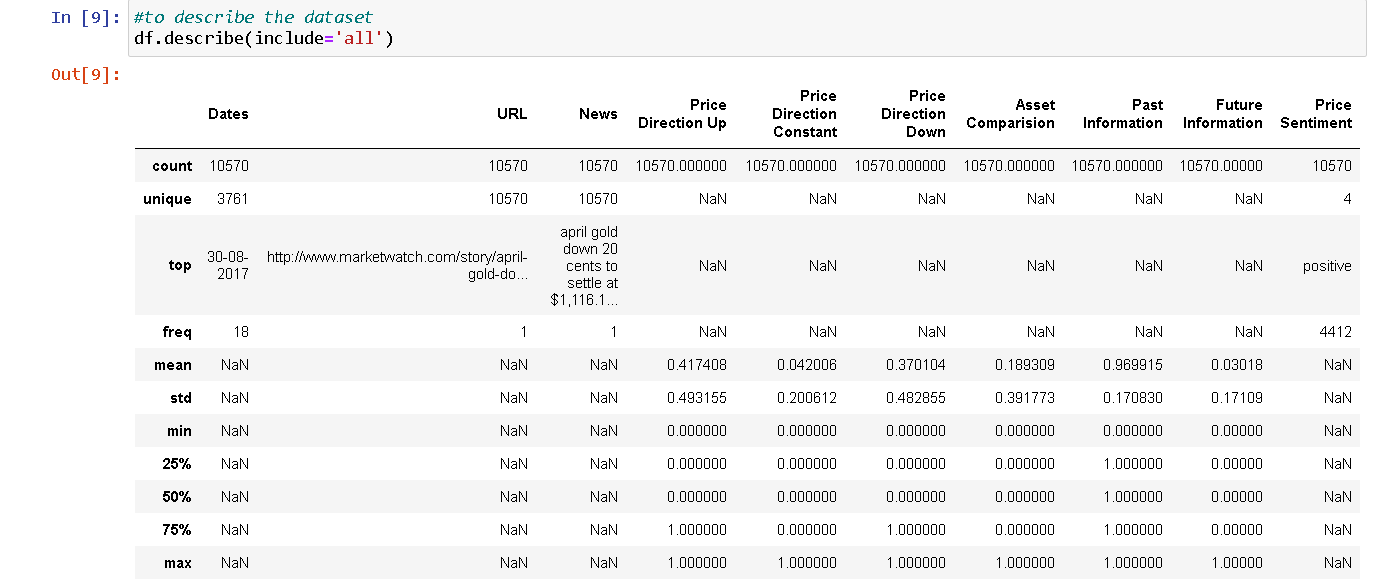 In [9]: #to describe the dataset
df.describe(include='all')
Out[9]:
Dates URL News Price Direction Up Price Direction Constant Price Direction Down Asset Comparision Past Information Future Information Price Sentiment
count 10570 10570 10570 10570.000000 10570.000000 10570.000000 10570.000000 10570.000000 10570.00000 10570
unique 3761 10570 10570 NaN NaN NaN NaN NaN NaN 4
top 30-08-2017 http://www.marketwatch.com/story/april-gold-do... april gold down 20 cents to settle at $1,116.1... NaN NaN NaN NaN NaN NaN positive
freq 18 1 1 NaN NaN NaN NaN NaN NaN 4412
mean NaN NaN NaN 0.417408 0.042006 0.370104 0.189309 0.969915 0.03018 NaN
std NaN NaN NaN 0.493155 0.200612 0.482855 0.391773 0.170830 0.17109 NaN
min NaN NaN NaN 0.000000 0.000000 0.000000 0.000000 0.000000 0.00000 NaN
25% NaN NaN NaN 0.000000 0.000000 0.000000 0.000000 1.000000 0.00000 NaN
50% NaN NaN NaN 0.000000 0.000000 0.000000 0.000000 1.000000 0.00000 NaN
75% NaN NaN NaN 1.000000 0.000000 1.000000 0.000000 1.000000 0.00000 NaN
max NaN NaN NaN 1.000000 1.000000 1.000000 1.000000 1.000000 1.00000 NaN